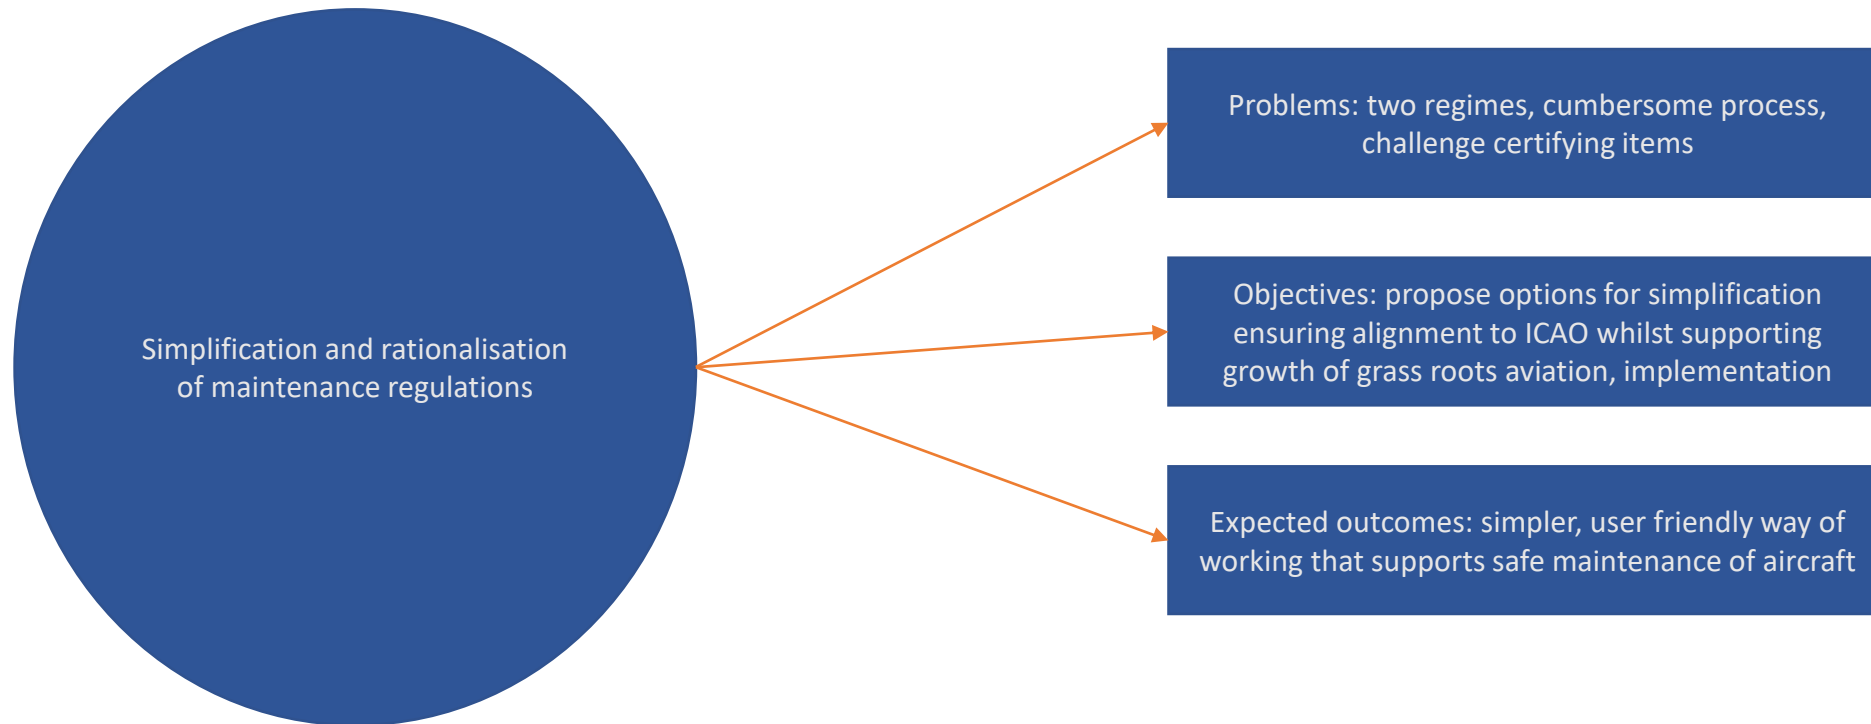 Simplification and rationalisation
of maintenance regulations
Problems: two regimes, cumbersome process,
challenge certifying items
Objectives: propose options for simplification
ensuring alignment to ICAO whilst supporting
growth of grass roots aviation, implementation
Expected outcomes: simpler, user friendly way of
working that supports safe maintenance of aircraft